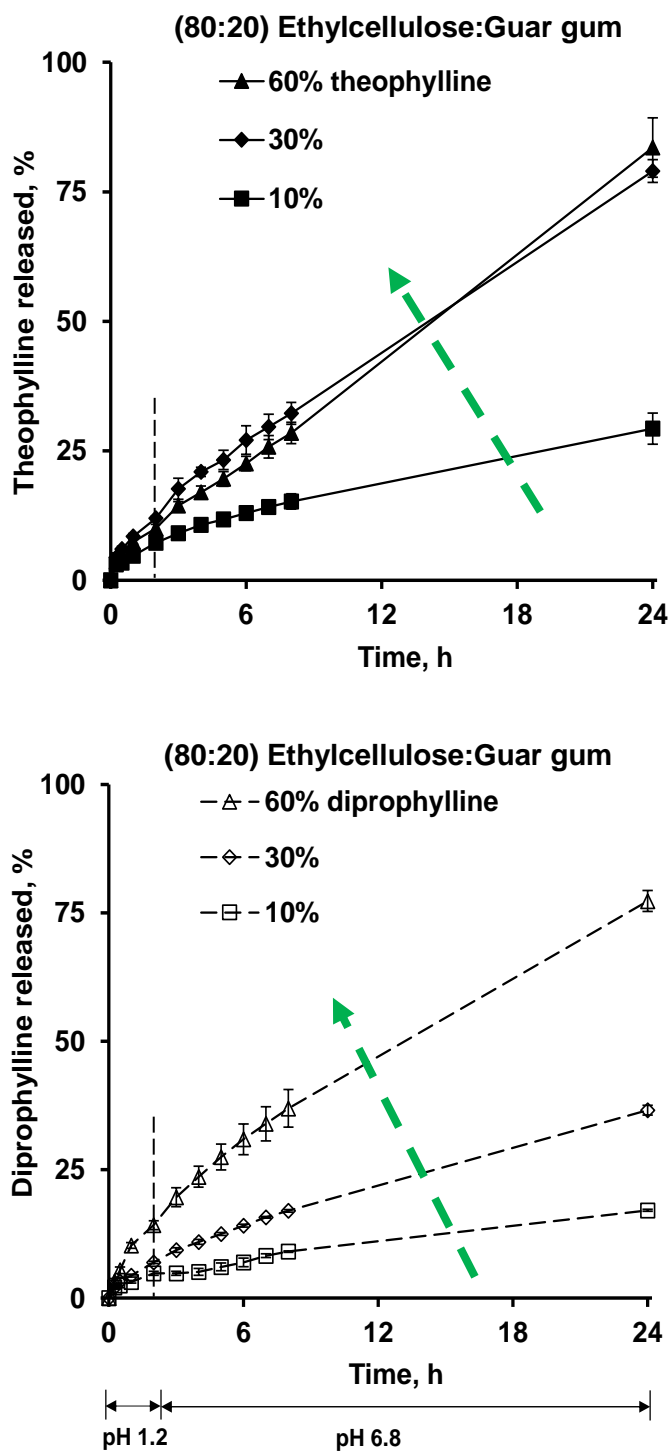 (80:20) Ethylcellulose:Guar gum
100
60% theophylline
30%
10%
75
50
25
0
Theophylline released, %
0
6
12
18
24
Time, h
(80:20) Ethylcellulose:Guar gum
100
60% diprophylline
30%
10%
75
50
25
0
Diprophylline released, %
0
6
12
18
24
Time, h
pH 1.2
pH 6.8